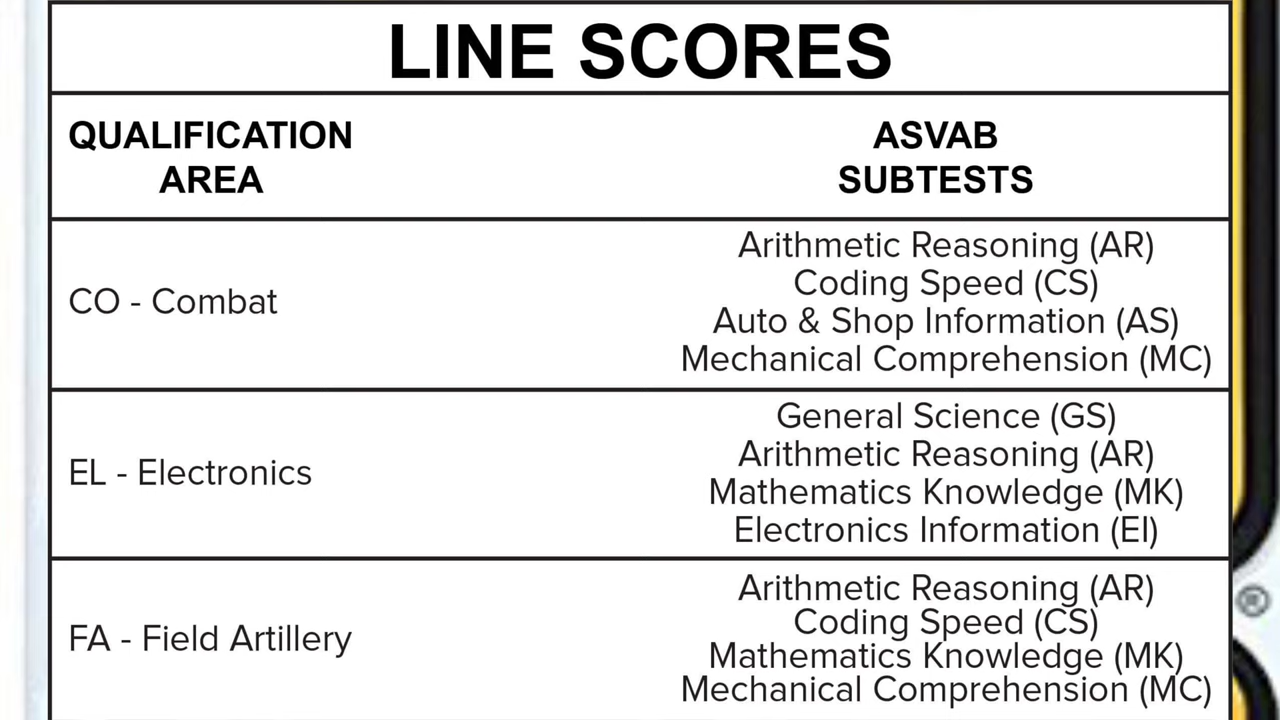 LINE SCORES
QUALIFICATION
AREA
ASVAB
SUBTESTS
CO - Combat
Arithmetic Reasoning (AR)
Coding Speed (CS)
Auto & Shop Information (AS)
Mechanical Comprehension (MC)
EL - Electronics
General Science (GS)
Arithmetic Reasoning (AR)
Mathematics Knowledge (MK)
Electronics Information (EI)
FA - Field Artillery
Arithmetic Reasoning (AR)
Coding Speed (CS)
Mathematics Knowledge (MK)
Mechanical Comprehension (MC)
®